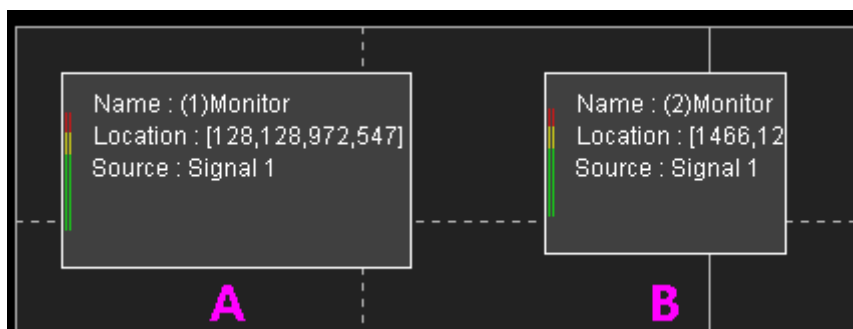 Name : (1)Monitor
Location : [128,128,972,547]
Source : Signal 1
Name : (2)Monitor
Location : [1466,12
Source : Signal 1
A
B